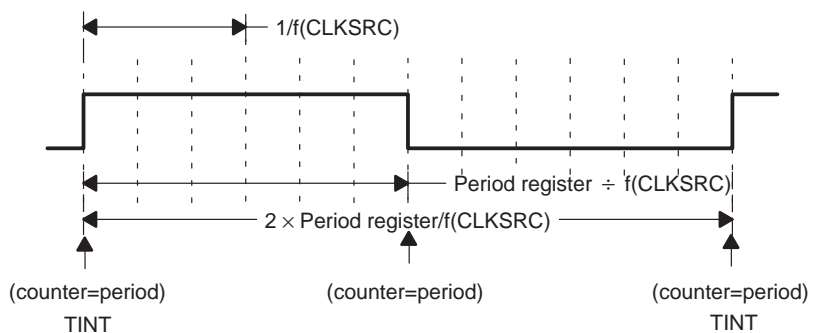 1/f(CLKSRC)
Period register ÷ f(CLKSRC)
2 × Period register/f(CLKSRC)
(counter=period)
TINT
(counter=period)
(counter=period)
TINT